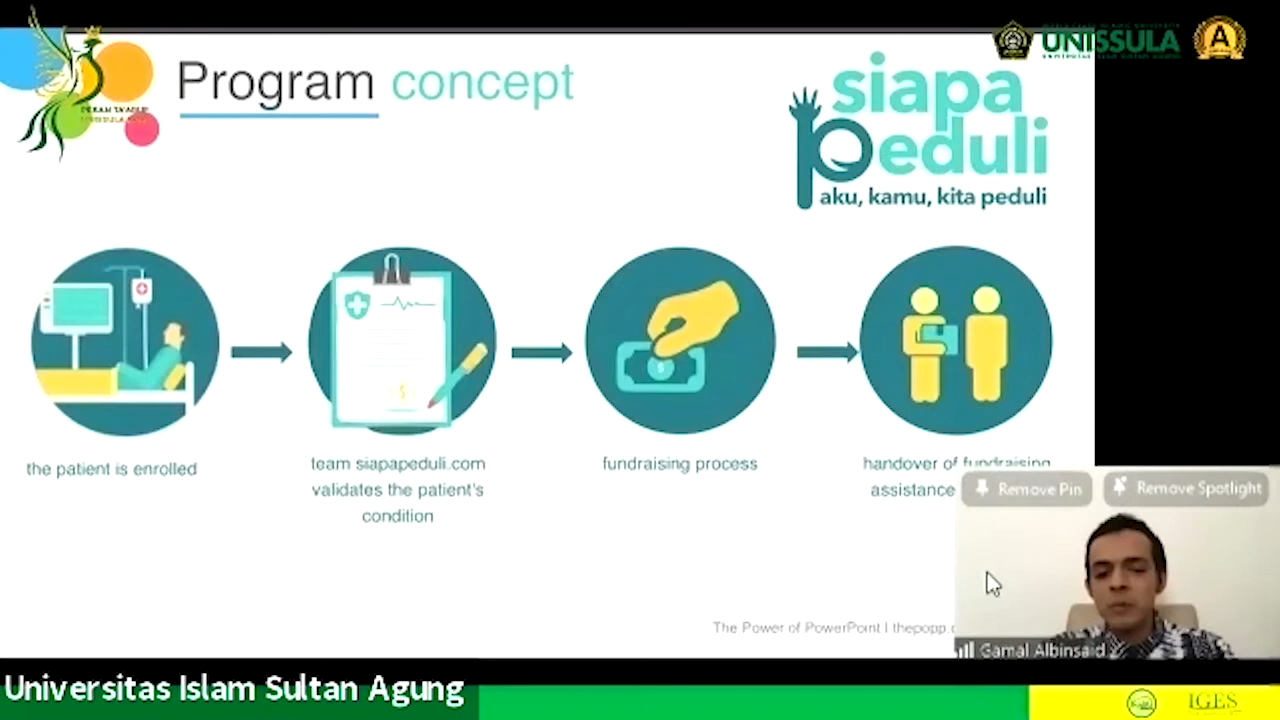 Program concept
UNISSULA
A
siapa
peduli
aku, kamu, kita peduli
the patient is enrolled
team siapapeduli.com
validates the patient's
condition
fundraising process
handover of fundraising
assistance
Remove Pin
Remove Spotlight
The Power of PowerPoint | thepopp.
Gamal Albinsaid
Universitas Islam Sultan Agung
IGES